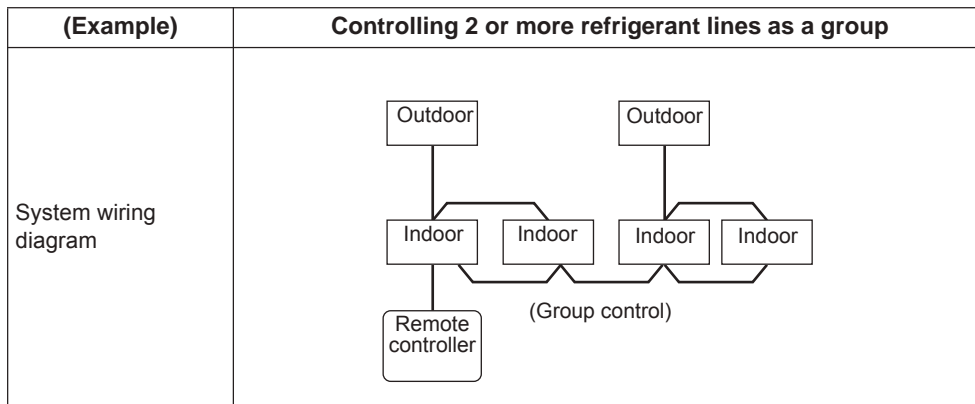 (Example)
Controlling 2 or more refrigerant lines as a group
System wiring
diagram
Outdoor
Outdoor
Indoor
Indoor
Indoor
Indoor
(Group control)
Remote
controller